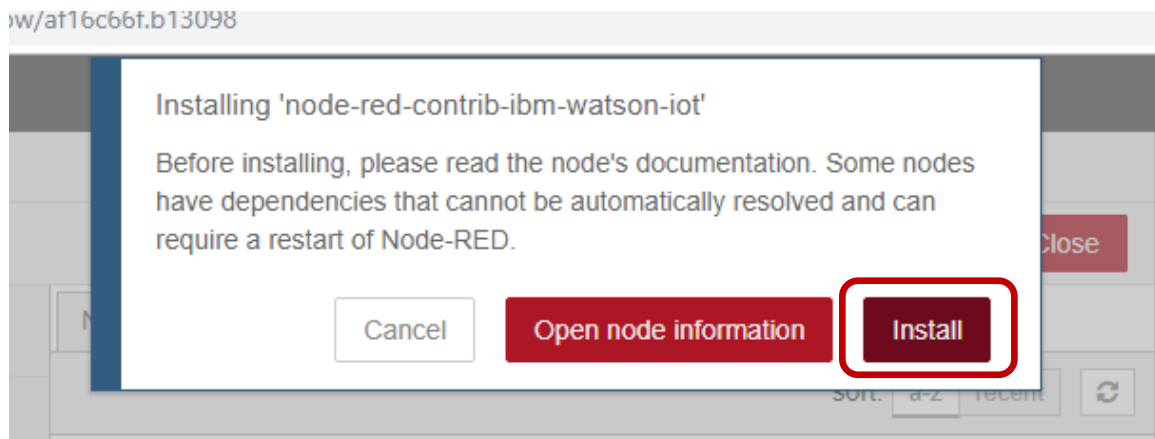 ow/af16c66f.b13098
Installing 'node-red-contrib-ibm-watson-iot'
Before installing, please read the node's documentation. Some nodes
have dependencies that cannot be automatically resolved and can
require a restart of Node-RED.
Close
Cancel
Open node information
Install
sort:
a-z
recent